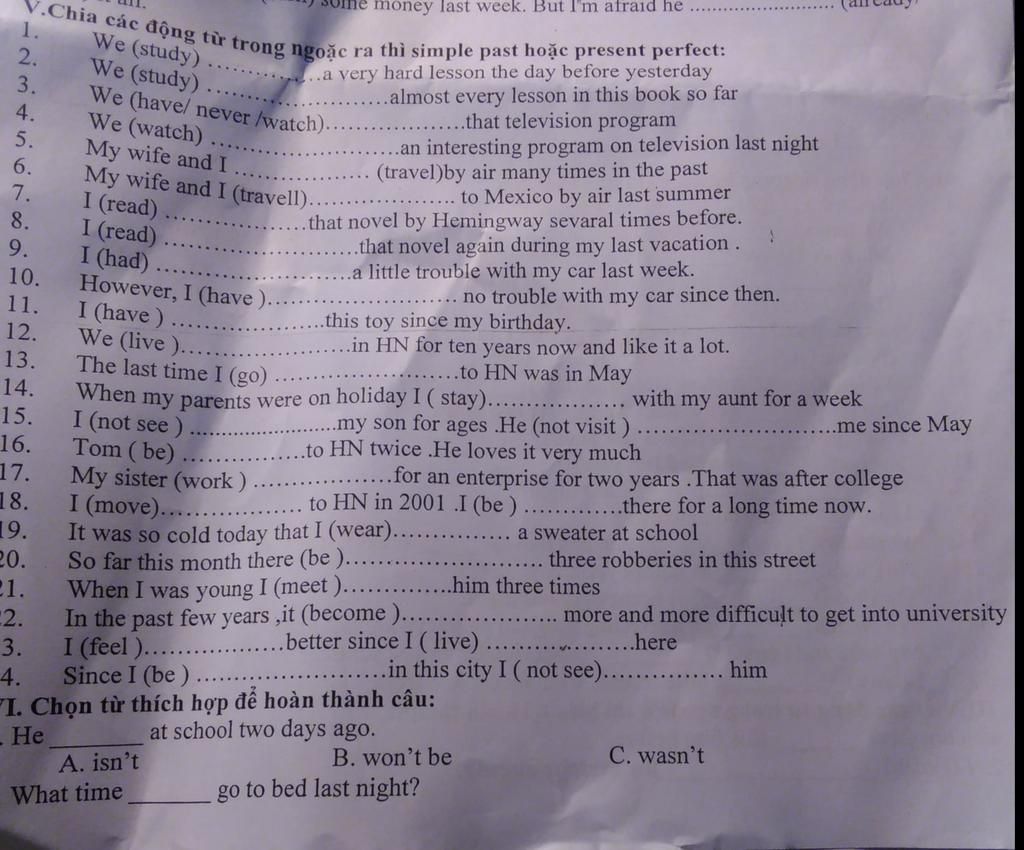 some money last week. But I'm afraid he .............................. (already
V.Chia các động từ trong ngoặc ra thì simple past hoặc present perfect:
1. We (study) ....................a very hard lesson the day before yesterday
2. We (study) ..............................almost every lesson in this book so far
3. We (have/ never /watch)......................that television program
4. We (watch) ..............................an interesting program on television last night
5. My wife and I ...................... (travel)by air many times in the past
6. My wife and I (travell)....................... to Mexico by air last summer
7. I (read) ......................that novel by Hemingway sevaral times before.
8. I (read) ..............................that novel again during my last vacation .
9. I (had) ..............................a little trouble with my car last week.
10. However, I (have )............................. no trouble with my car since then.
11. I (have ) ........................this toy since my birthday.
12. We (live )..........................in HN for ten years now and like it a lot.
13. The last time I (go) ............................to HN was in May
14. When my parents were on holiday I ( stay)..................... with my aunt for a week
15. I (not see ) .......................my son for ages .He (not visit ) ..............................me since May
16. Tom ( be) ...................to HN twice .He loves it very much
17. My sister (work ) .....................for an enterprise for two years .That was after college
18. I (move)...................... to HN in 2001 .I (be ) ...............there for a long time now.
19. It was so cold today that I (wear).................. a sweater at school
20. So far this month there (be ).............................. three robberies in this street
21. When I was young I (meet )................him three times
22. In the past few years ,it (become )....................... more and more difficult to get into university
3. I (feel )......................better since I ( live) .......................here
4. Since I (be ) ..............................in this city I ( not see)................. him
VI. Chọn từ thích hợp để hoàn thành câu:
. He ________ at school two days ago.
A. isn't B. won't be C. wasn't
What time _______ go to bed last night?